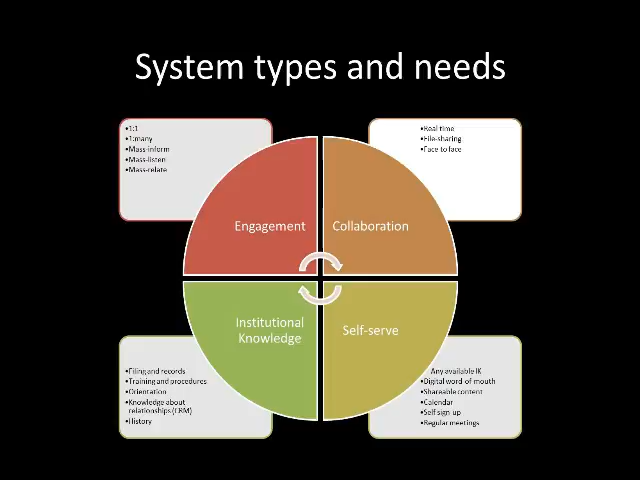 System types and needs
•1:1
•1:many
•Mass-inform
•Mass-listen
•Mass-relate
•Real time
•File-sharing
•Face to face
Engagement
Collaboration
Institutional
Knowledge
Self-serve
•Filing and records
•Training and procedures
•Orientation
•Knowledge about
relationships (CRM)
•History
Any available IK
•Digital word-of-mouth
•Shareable content
•Calendar
•Self sign-up
•Regular meetings